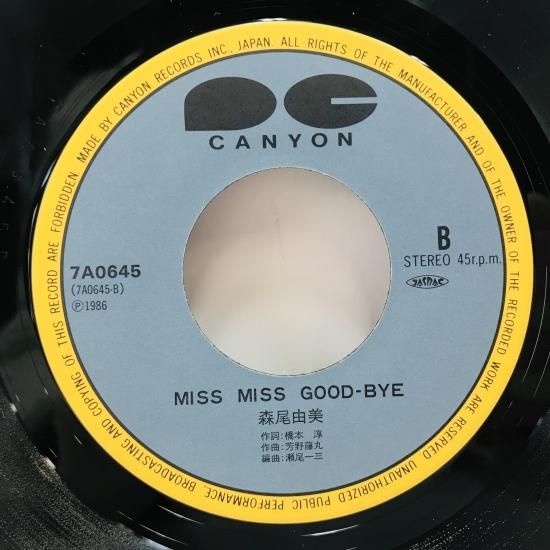 MADE BY CANYON RECORDS INC., JAPAN. ALL RIGHTS OF THE MANUFACTURER AND OF THE OWNER OF THE RECORDED WORK ARE RESERVED UNAUTHORIZED PUBLIC PERFORMANCE, BROADCASTING AND COPYING OF THIS RECORD ARE FORBIDDEN.
CANYON
B
STEREO 45r.p.m.
JASRAC
7A0645
(7A0645-B)
Ⓟ1986
MISS MISS GOOD-BYE
森尾由美
作詞:橋本 淳
作曲:芳野藤丸
編曲:瀬尾一三